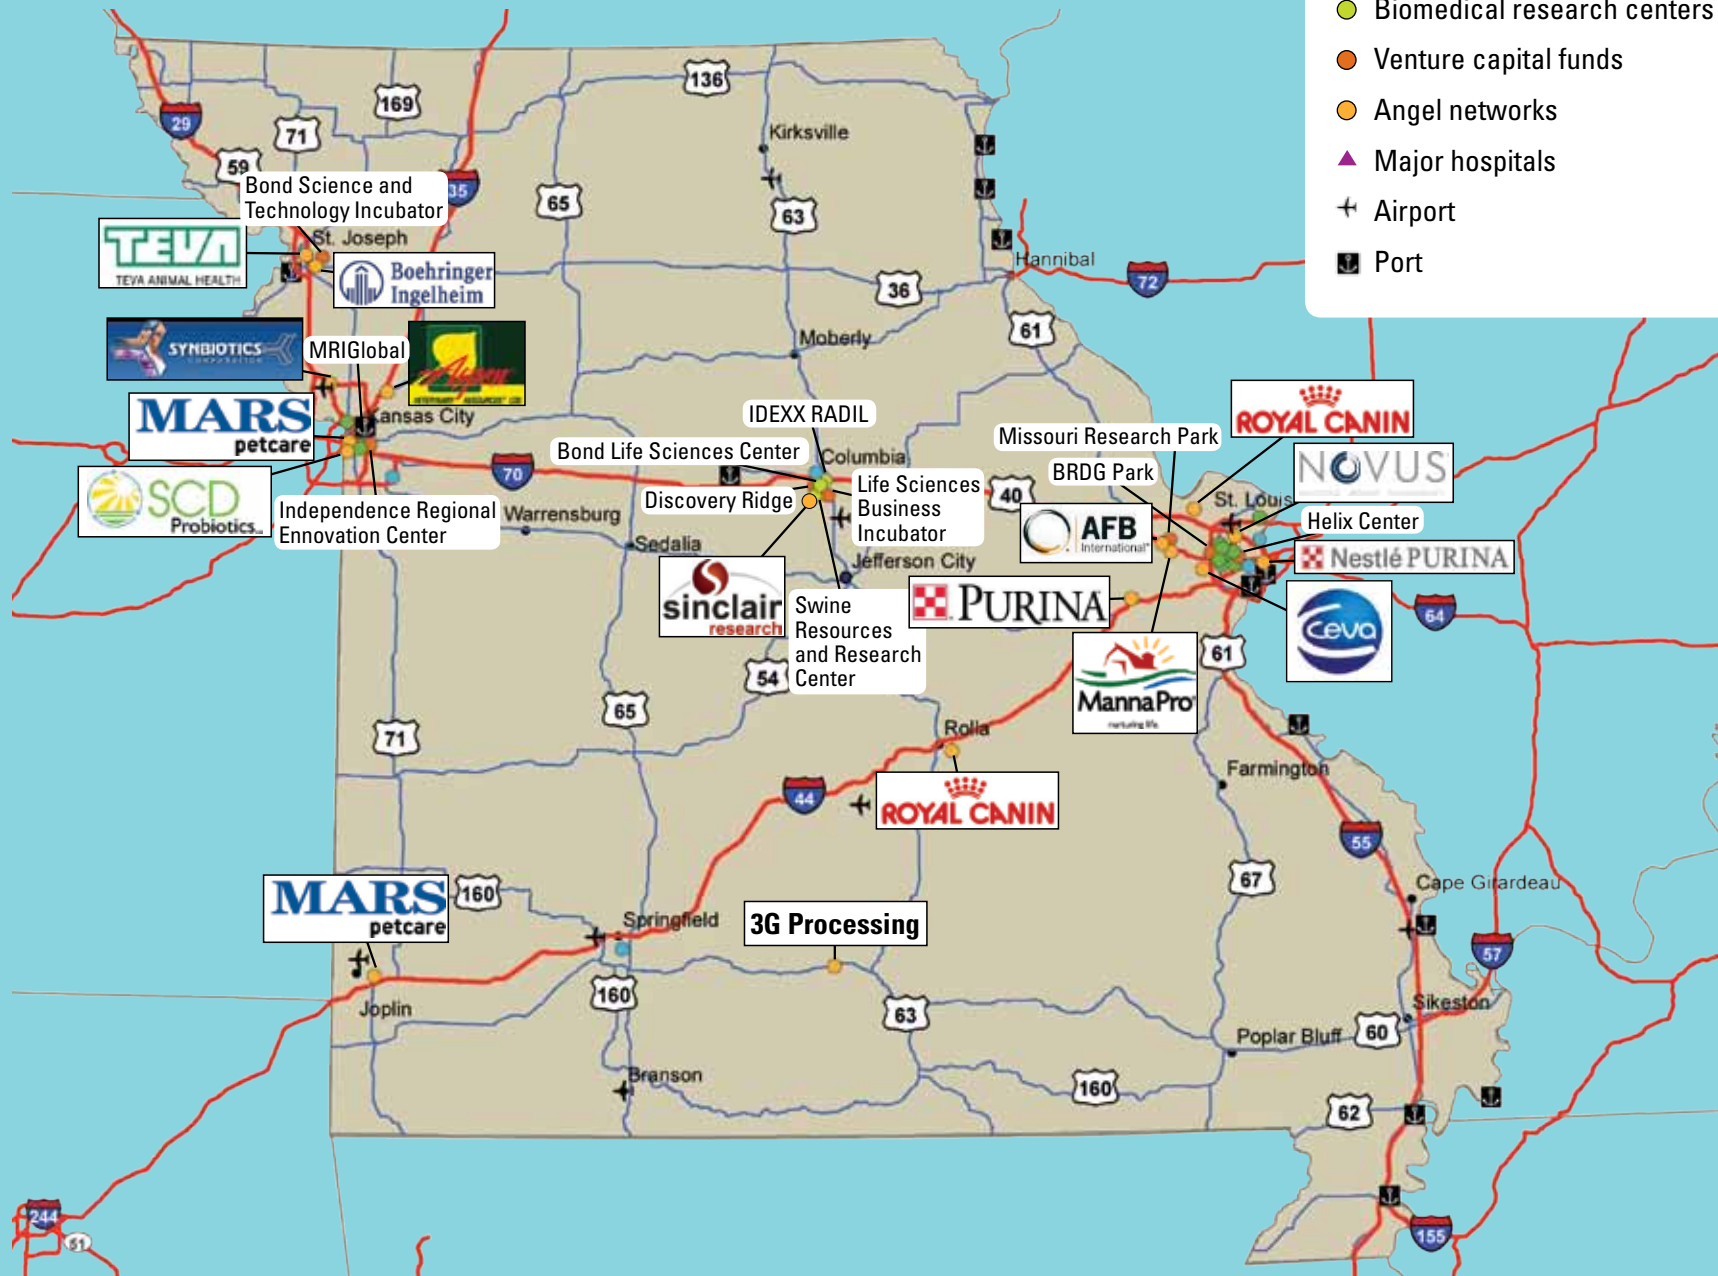 Biomedical research centers
Venture capital funds
Angel networks
Major hospitals
Airport
Port
136
169
29
71
59
Kirksville
Bond Science and
Technology Incubator
35
65
63
St. Joseph
TEVA
TEVA ANIMAL HEALTH
Boehringer
Ingelheim
Hannibal
72
36
61
SYNBIOTICS
CORPORATION
MRIGlobal
Moberly
MARS
petcare
Kansas City
IDEXX RADIL
ROYAL CANIN
Missouri Research Park
Bond Life Sciences Center
Columbia
BRDG Park
NOVUS
70
40
SCD
Probiotics
Discovery Ridge
Life Sciences
Business
Incubator
St. Louis
Independence Regional
Ennovation Center
Warrensburg
Helix Center
AFB
International
Sedalia
Nestlé PURINA
Jefferson City
sinclair
research
PURINA
Swine
Resources
and Research
Center
64
ceva
61
54
MannaPro
nurturing life.
65
71
Rolla
Farmington
44
ROYAL CANIN
55
67
Cape Girardeau
MARS
petcare
160
Springfield
3G Processing
57
160
Joplin
63
Sikeston
60
Poplar Bluff
Branson
160
62
244
51
155